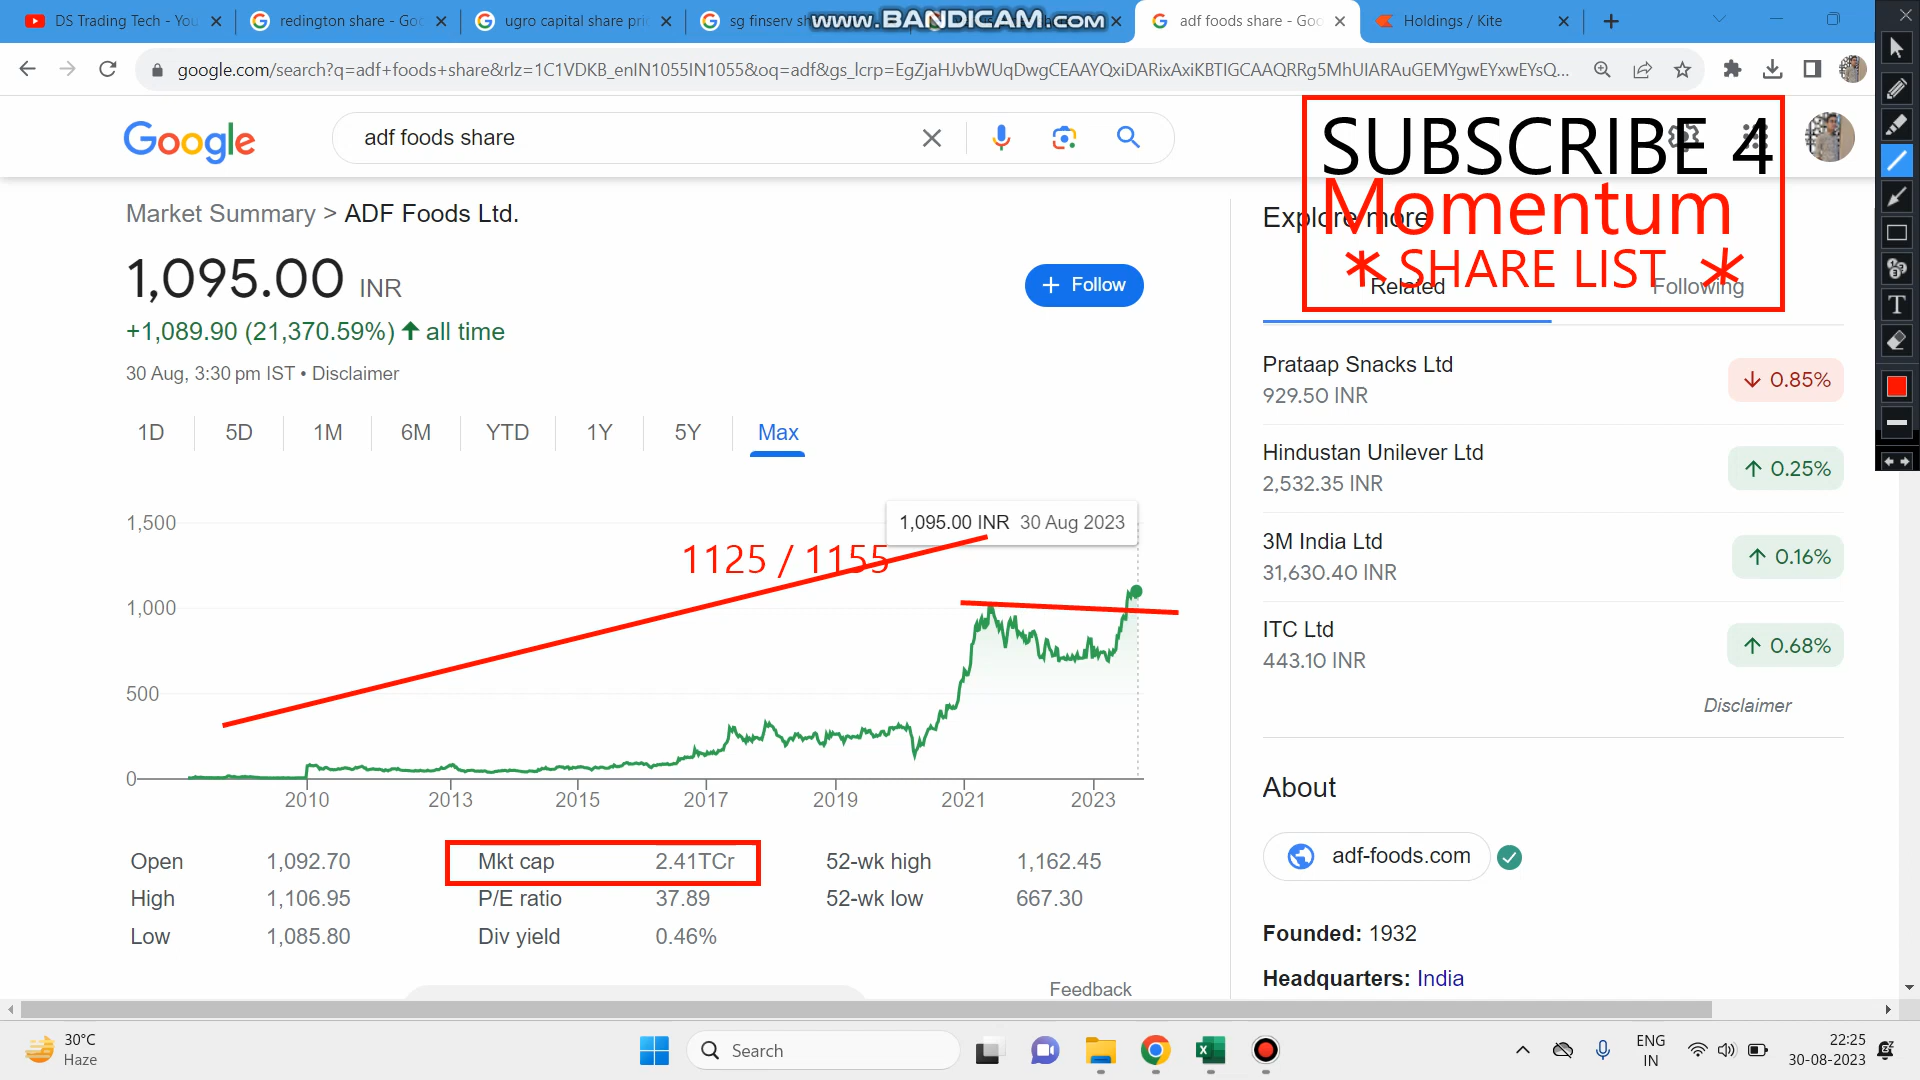 DS Trading Tech - You
redington share - Goo
ugro capital share pri
sg finserv sh
www.BANDICAM.com
adf foods share - Goo
Holdings / Kite
google.com/search?q=adf+foods+share&rlz=1C1VDKB_enIN1055IN1055&oq=adf&gs_lcrp=EgZjaHJvbWUqDwgCEAAYQxiDARixAxiKBTIGCAAQRRg5MhUIARAuGEMYgwEYxwEYsQ...
Google
adf foods share
SUBSCRIBE 4
Momentum
* SHARE LIST *
Market Summary > ADF Foods Ltd.
1,095.00 INR
+ Follow
+1,089.90 (21,370.59%) ↑ all time
30 Aug, 3:30 pm IST • Disclaimer
1D 5D 1M 6M YTD 1Y 5Y Max
1,500
1,095.00 INR 30 Aug 2023
1125 / 1155
1,000
500
0
2010 2013 2015 2017 2019 2021 2023
Open 1,092.70 Mkt cap 2.41TCr 52-wk high 1,162.45
High 1,106.95 P/E ratio 37.89 52-wk low 667.30
Low 1,085.80 Div yield 0.46%
Feedback
Explore more
Related Following
Prataap Snacks Ltd
929.50 INR
↓ 0.85%
Hindustan Unilever Ltd
2,532.35 INR
↑ 0.25%
3M India Ltd
31,630.40 INR
↑ 0.16%
ITC Ltd
443.10 INR
↑ 0.68%
Disclaimer
About
adf-foods.com
Founded: 1932
Headquarters: India
30°C
Haze
Search
ENG
IN
22:25
30-08-2023